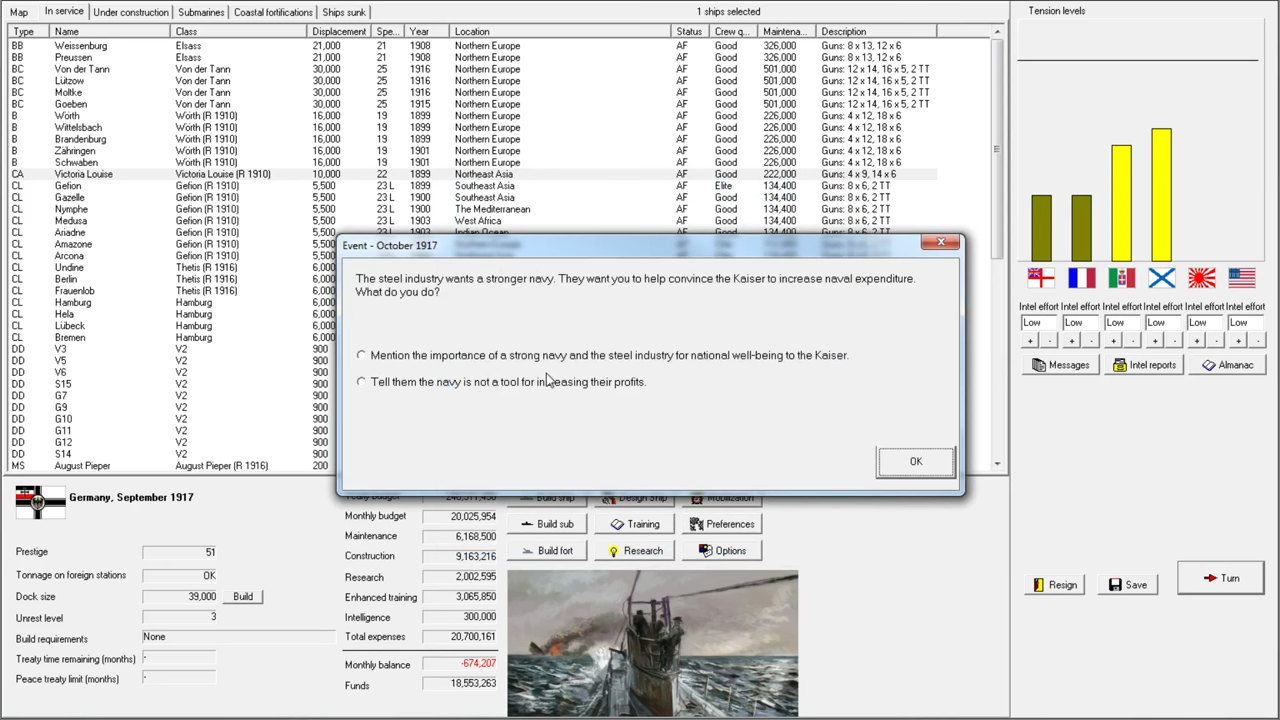 Map In service Under construction Submarines Coastal fortifications Ships sunk 1 ships selected Tension levels
Type Name Class Displacement Spe... Year Location Status Crew q... Maintena... Description
BB Weissenburg Elsass 21,000 21 1908 Northern Europe AF Good 326,000 Guns: 8 x 13, 12 x 6
BB Preussen Elsass 21,000 21 1908 Northern Europe AF Good 326,000 Guns: 8 x 13, 12 x 6
BC Von der Tann Von der Tann 30,000 25 1916 Northern Europe AF Good 501,000 Guns: 12 x 14, 16 x 5, 2 TT
BC Lützow Von der Tann 30,000 25 1916 Northern Europe AF Good 501,000 Guns: 12 x 14, 16 x 5, 2 TT
BC Moltke Von der Tann 30,000 25 1916 Northern Europe AF Good 501,000 Guns: 12 x 14, 16 x 5, 2 TT
BC Goeben Von der Tann 30,000 25 1915 Northern Europe AF Good 501,000 Guns: 12 x 14, 16 x 5, 2 TT
B Wörth Wörth (R 1910) 16,000 19 1899 Northern Europe AF Good 226,000 Guns: 4 x 12, 18 x 6
B Wittelsbach Wörth (R 1910) 16,000 19 1899 Northern Europe AF Good 226,000 Guns: 4 x 12, 18 x 6
B Brandenburg Wörth (R 1910) 16,000 19 1899 Northern Europe AF Good 226,000 Guns: 4 x 12, 18 x 6
B Zähringen Wörth (R 1910) 16,000 19 1901 Northern Europe AF Good 226,000 Guns: 4 x 12, 18 x 6
B Schwaben Wörth (R 1910) 16,000 19 1901 Northern Europe AF Good 226,000 Guns: 4 x 12, 18 x 6
CA Victoria Louise Victoria Louise (R 1910) 10,000 22 1899 Northeast Asia AF Good 222,000 Guns: 4 x 9, 14 x 6
CL Gefion Gefion (R 1910) 5,500 23 L 1899 Southeast Asia AF Elite 134,400 Guns: 8 x 6, 2 TT
CL Gazelle Gefion (R 1910) 5,500 23 L 1900 Southeast Asia AF Good 134,400 Guns: 8 x 6, 2 TT
CL Nymphe Gefion (R 1910) 5,500 23 L 1900 The Mediterranean AF Good 134,400 Guns: 8 x 6, 2 TT
CL Medusa Gefion (R 1910) 5,500 23 L 1903 West Africa AF Good 134,400 Guns: 8 x 6, 2 TT
CL Ariadne Gefion (R 1910) 5,500
CL Amazone Gefion (R 1910) 5,500
CL Arcona Gefion (R 1910) 5,500
CL Undine Thetis (R 1916) 6,000
CL Berlin Thetis (R 1916) 6,000
CL Frauenlob Thetis (R 1916) 6,000
CL Hamburg Hamburg 6,000
CL Hela Hamburg 6,000
CL Lübeck Hamburg 6,000
CL Bremen Hamburg 6,000
DD V3 V2 900
DD V5 V2 900
DD V6 V2 900
DD S15 V2 900
DD G7 V2 900
DD G9 V2 900
DD G10 V2 900
DD G11 V2 900
DD G12 V2 900
DD S14 V2 900
MS August Pieper August Pieper (R 1916) 200
Event - October 1917
The steel industry wants a stronger navy. They want you to help convince the Kaiser to increase naval expenditure.
What do you do?
Mention the importance of a strong navy and the steel industry for national well-being to the Kaiser.
Tell them the navy is not a tool for increasing their profits.
OK
Intel effort Intel effort Intel effort Intel effort Intel effort Intel effort
Low Low Low Low Low Low
+ - + - + - + - + - + -
Messages Intel reports Almanac
Germany, September 1917
Prestige 51
Tonnage on foreign stations OK
Dock size 39,000 Build
Unrest level 3
Build requirements None
Treaty time remaining (months) -
Peace treaty limit (months) -
Monthly budget 20,025,954
Maintenance 6,168,500
Construction 9,163,216
Research 2,002,595
Enhanced training 3,065,850
Intelligence 300,000
Total expenses 20,700,161
Monthly balance -674,207
Funds 18,553,263
Build ship Design Ship Mobilization
Build sub Training Preferences
Build fort Research Options
Resign Save Turn